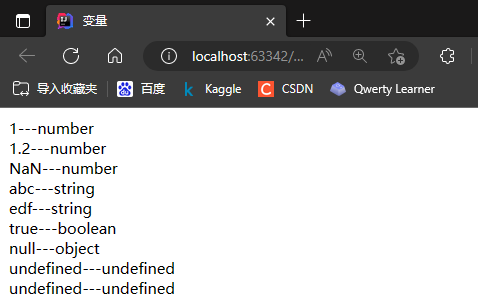 变量
localhost:63342/...
导入收藏夹 百度 Kaggle CSDN Qwerty Learner
1---number
1.2---number
NaN---number
abc---string
edf---string
true---boolean
null---object
undefined---undefined
undefined---undefined